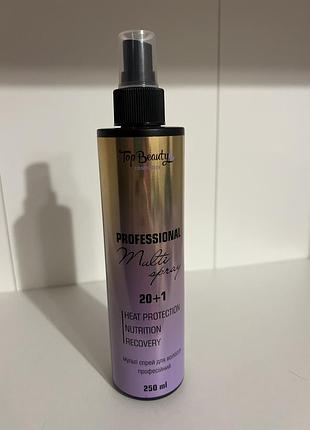 Top Beauty
PROFESSIONAL
Multi
spray
20+1
HEAT PROTECTION
NUTRITION
RECOVERY
мульті спрей для волосся
професійний
250 ml